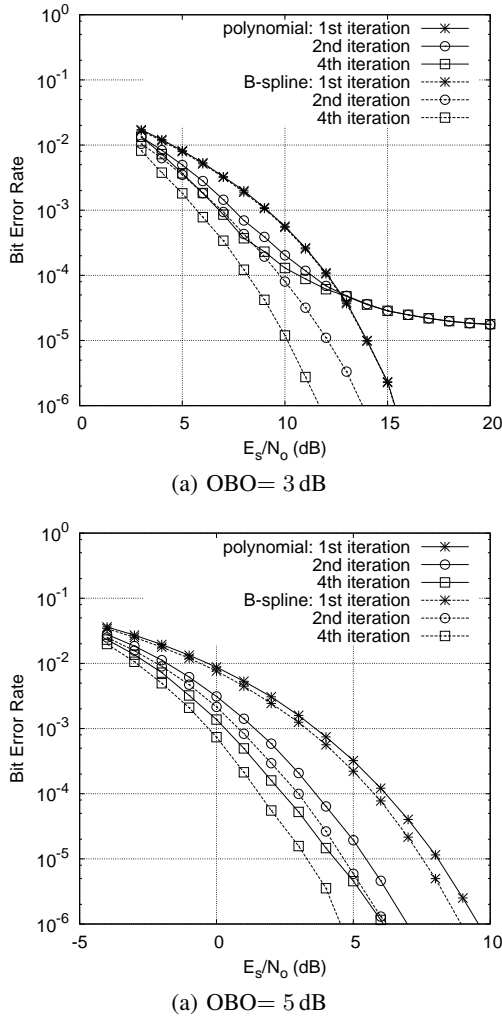 10^0
10^-1
10^-2
10^-3
10^-4
10^-5
10^-6
Bit Error Rate
polynomial: 1st iteration
2nd iteration
4th iteration
B-spline: 1st iteration
2nd iteration
4th iteration
0 5 10 15 20
E_s/N_o (dB)
(a) OBO= 3 dB
10^0
10^-1
10^-2
10^-3
10^-4
10^-5
10^-6
Bit Error Rate
polynomial: 1st iteration
2nd iteration
4th iteration
B-spline: 1st iteration
2nd iteration
4th iteration
-5 0 5 10
E_s/N_o (dB)
(a) OBO= 5 dB